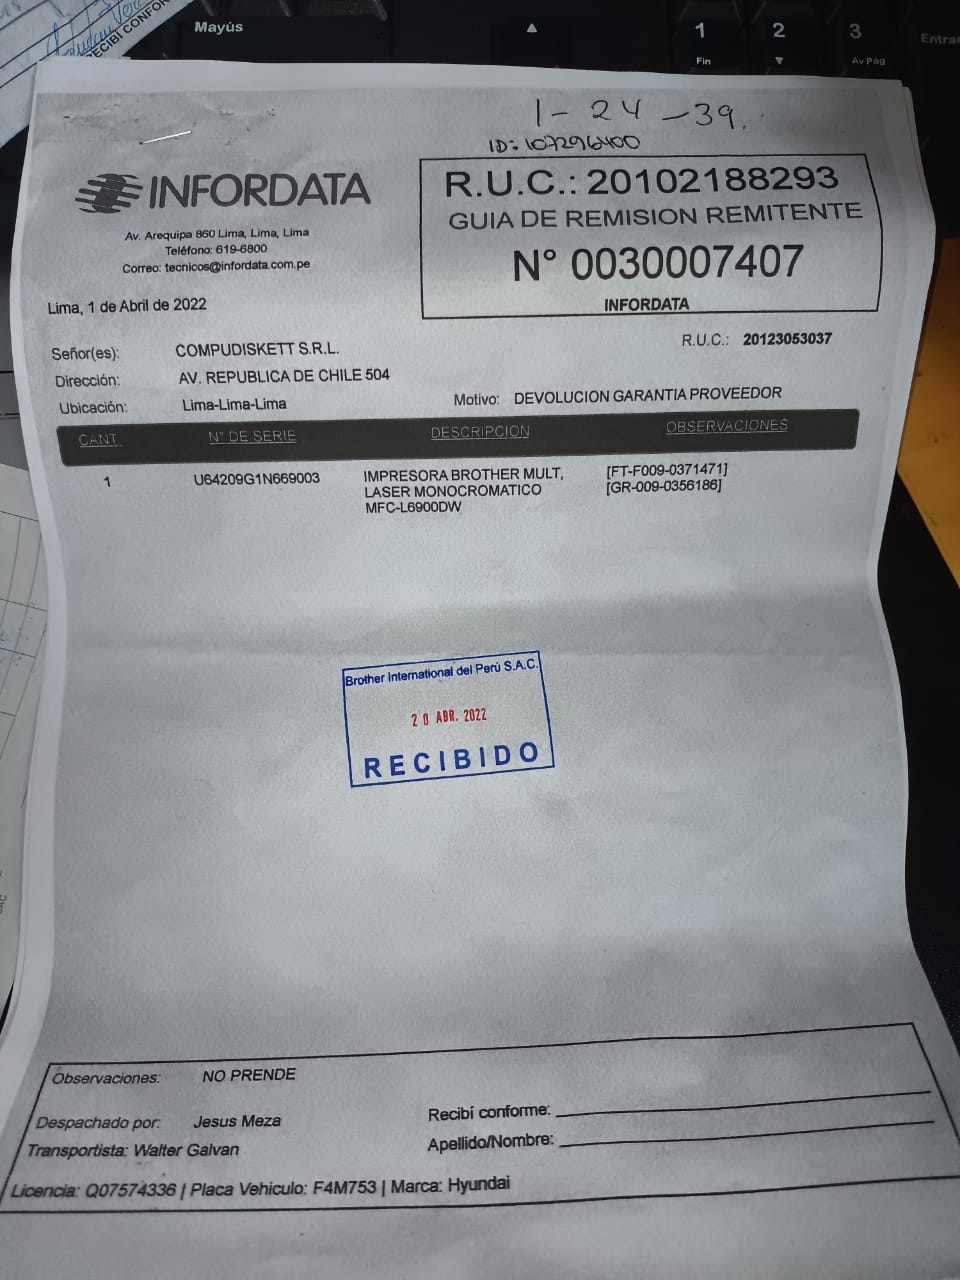 Mayús
1
2
3
Fin
Av Pág
RECIBÍ CONFOR
1-24-39.
ID: 107296400
INFORDATA
Av. Arequipa 860 Lima, Lima, Lima
Teléfono: 619-6800
Correo: tecnicos@infordata.com.pe
R.U.C.: 20102188293
GUIA DE REMISION REMITENTE
N° 0030007407
INFORDATA
Lima, 1 de Abril de 2022
R.U.C.: 20123053037
Señor(es): COMPUDISKETT S.R.L.
Dirección: AV. REPUBLICA DE CHILE 504
Ubicación: Lima-Lima-Lima
Motivo: DEVOLUCION GARANTIA PROVEEDOR
CANT. N° DE SERIE DESCRIPCION OBSERVACIONES
1 U64209G1N669003 IMPRESORA BROTHER MULT, [FT-F009-0371471]
LASER MONOCROMATICO [GR-009-0356186]
MFC-L6900DW
Brother International del Perú S.A.C.
20 ABR. 2022
RECIBIDO
Observaciones: NO PRENDE
Despachado por: Jesus Meza
Recibí conforme:
Transportista: Walter Galvan
Apellido/Nombre:
Licencia: Q07574336 | Placa Vehiculo: F4M753 | Marca: Hyundai